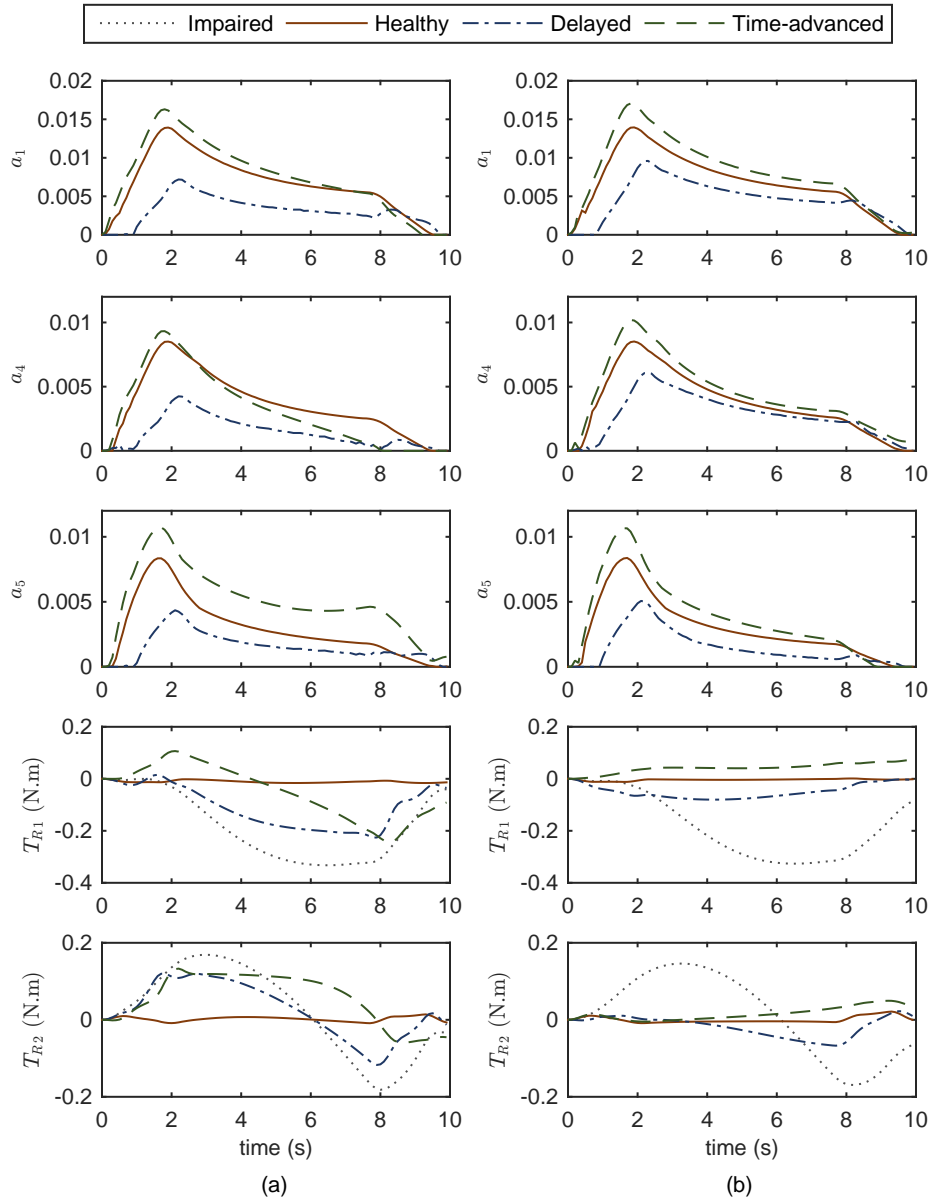 Impaired Healthy Delayed Time-advanced
0.02 0.02
0.015 0.015
a1 0.01 a1 0.01
0.005 0.005
0 0
0 2 4 6 8 10 0 2 4 6 8 10
0.01 0.01
a4 0.005 a4 0.005
0 0
0 2 4 6 8 10 0 2 4 6 8 10
0.01 0.01
a5 0.005 a5 0.005
0 0
0 2 4 6 8 10 0 2 4 6 8 10
0.2 0.2
0 0
TR1 (N.m) TR1 (N.m)
-0.2 -0.2
-0.4 -0.4
0 2 4 6 8 10 0 2 4 6 8 10
0.2 0.2
TR2 (N.m) 0 TR2 (N.m) 0
-0.2 -0.2
0 2 4 6 8 10 0 2 4 6 8 10
time (s) time (s)
(a) (b)